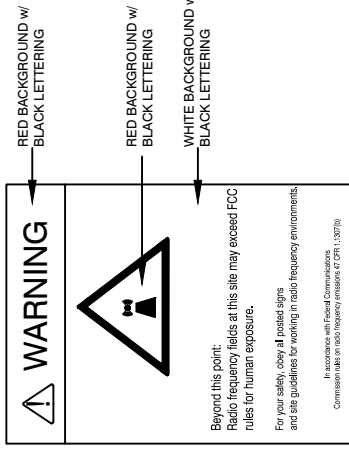 RED BACKGROUND w/
BLACK LETTERING
RED BACKGROUND w/
BLACK LETTERING
WHITE BACKGROUND w
BLACK LETTERING
WARNING
Beyond this point:
Radio frequency fields at this site may exceed FCC
rules for human exposure.
For your safety, obey all posted signs
and site guidelines for working in radio frequency environments.
In accordance with Federal Communications
Commission rules on radio frequency emissions 47 CFR 1.1307(b)